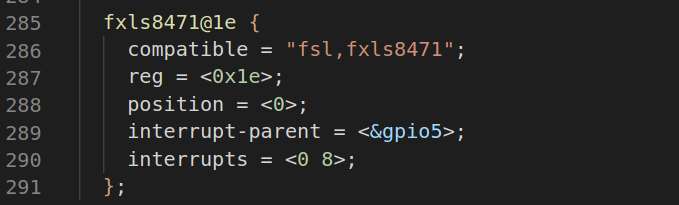 285 fxls8471@1e {
286 compatible = "fsl,fxls8471";
287 reg = <0x1e>;
288 position = <0>;
289 interrupt-parent = <&gpio5>;
290 interrupts = <0 8>;
291 };